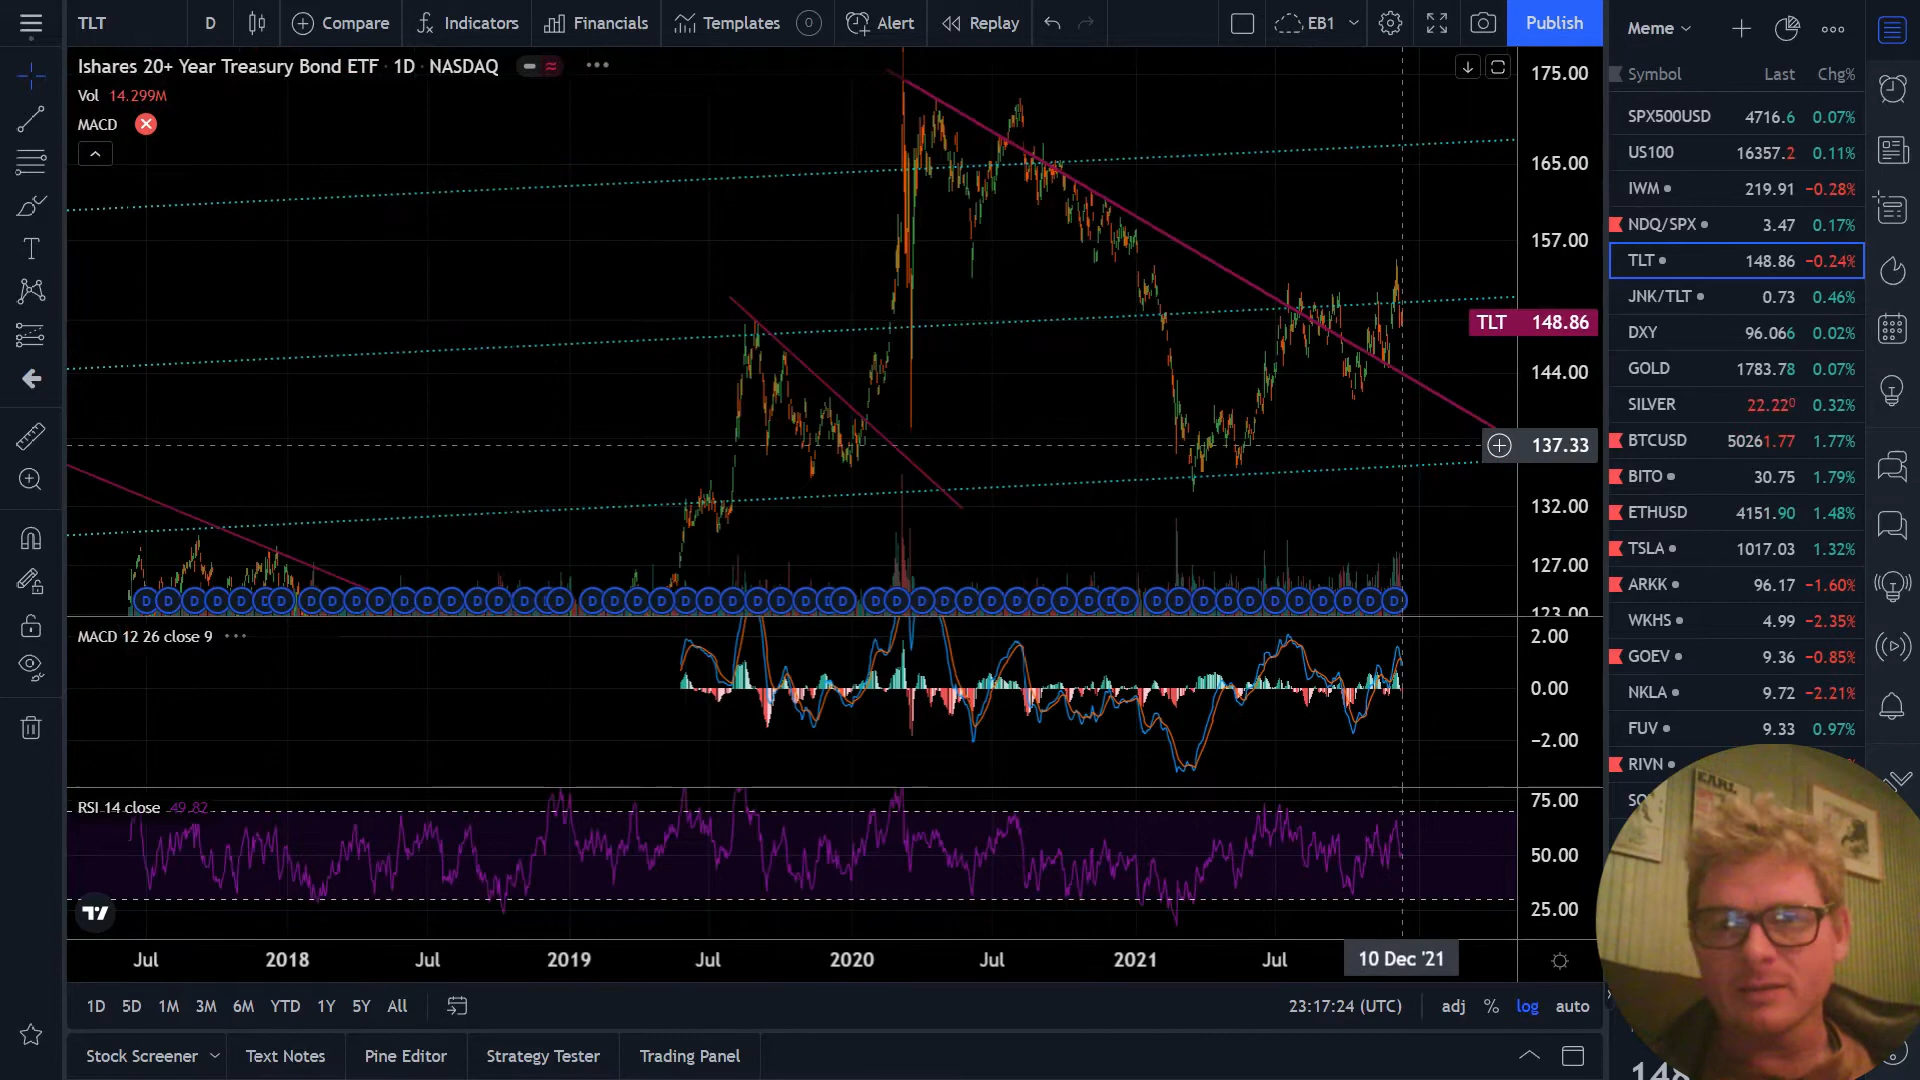 TLT D Compare Indicators Financials Templates 0 Alert Replay EB1 Publish
Ishares 20+ Year Treasury Bond ETF · 1D · NASDAQ
Vol 14.299M
MACD
175.00
165.00
157.00
TLT 148.86
144.00
137.33
132.00
127.00
123.00
D D D D D D D D D D D D D D D D D D D D D D D D D D D D D D D D D D D D D D D D D D D D D D D D D D D D
MACD 12 26 close 9
2.00
0.00
−2.00
RSI 14 close 49.82
75.00
50.00
25.00
Jul 2018 Jul 2019 Jul 2020 Jul 2021 Jul 10 Dec '21
1D 5D 1M 3M 6M YTD 1Y 5Y All 23:17:24 (UTC) adj % log auto
Stock Screener Text Notes Pine Editor Strategy Tester Trading Panel
Meme
Symbol Last Chg%
SPX500USD 4716.6 0.07%
US100 16357.2 0.11%
IWM 219.91 −0.28%
NDQ/SPX 3.47 0.17%
TLT 148.86 −0.24%
JNK/TLT 0.73 0.46%
DXY 96.066 0.02%
GOLD 1783.78 0.07%
SILVER 22.220 0.32%
BTCUSD 50261.77 1.77%
BITO 30.75 1.79%
ETHUSD 4151.90 1.48%
TSLA 1017.03 1.32%
ARKK 96.17 −1.60%
WKHS 4.99 −2.35%
GOEV 9.36 −0.85%
NKLA 9.72 −2.21%
FUV 9.33 0.97%
RIVN